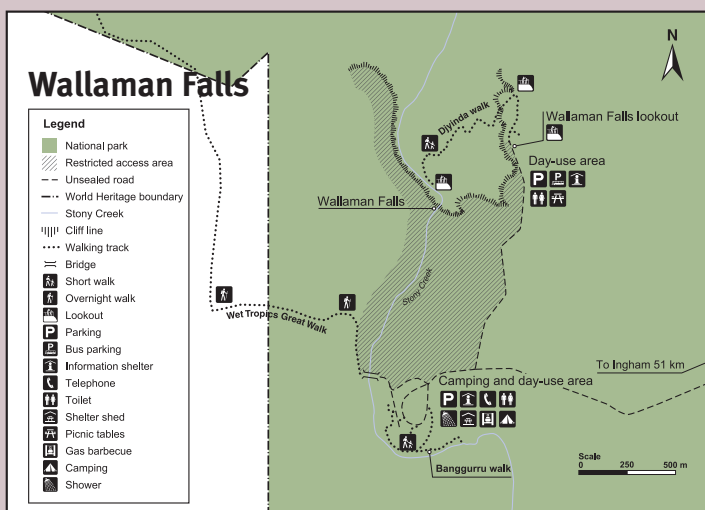 Wallaman Falls
Legend
National park
Restricted access area
Unsealed road
World Heritage boundary
Stony Creek
Cliff line
Walking track
Bridge
Short walk
Overnight walk
Lookout
P Parking
P Bus parking
Information shelter
Telephone
Toilet
Shelter shed
Picnic tables
Gas barbecue
Camping
Shower
N
Djyinda walk
Wallaman Falls lookout
Day-use area
P P
Wallaman Falls
Stony Creek
Wet Tropics Great Walk
To Ingham 51 km
Camping and day-use area
P
Banggurru walk
Scale
0 250 500 m